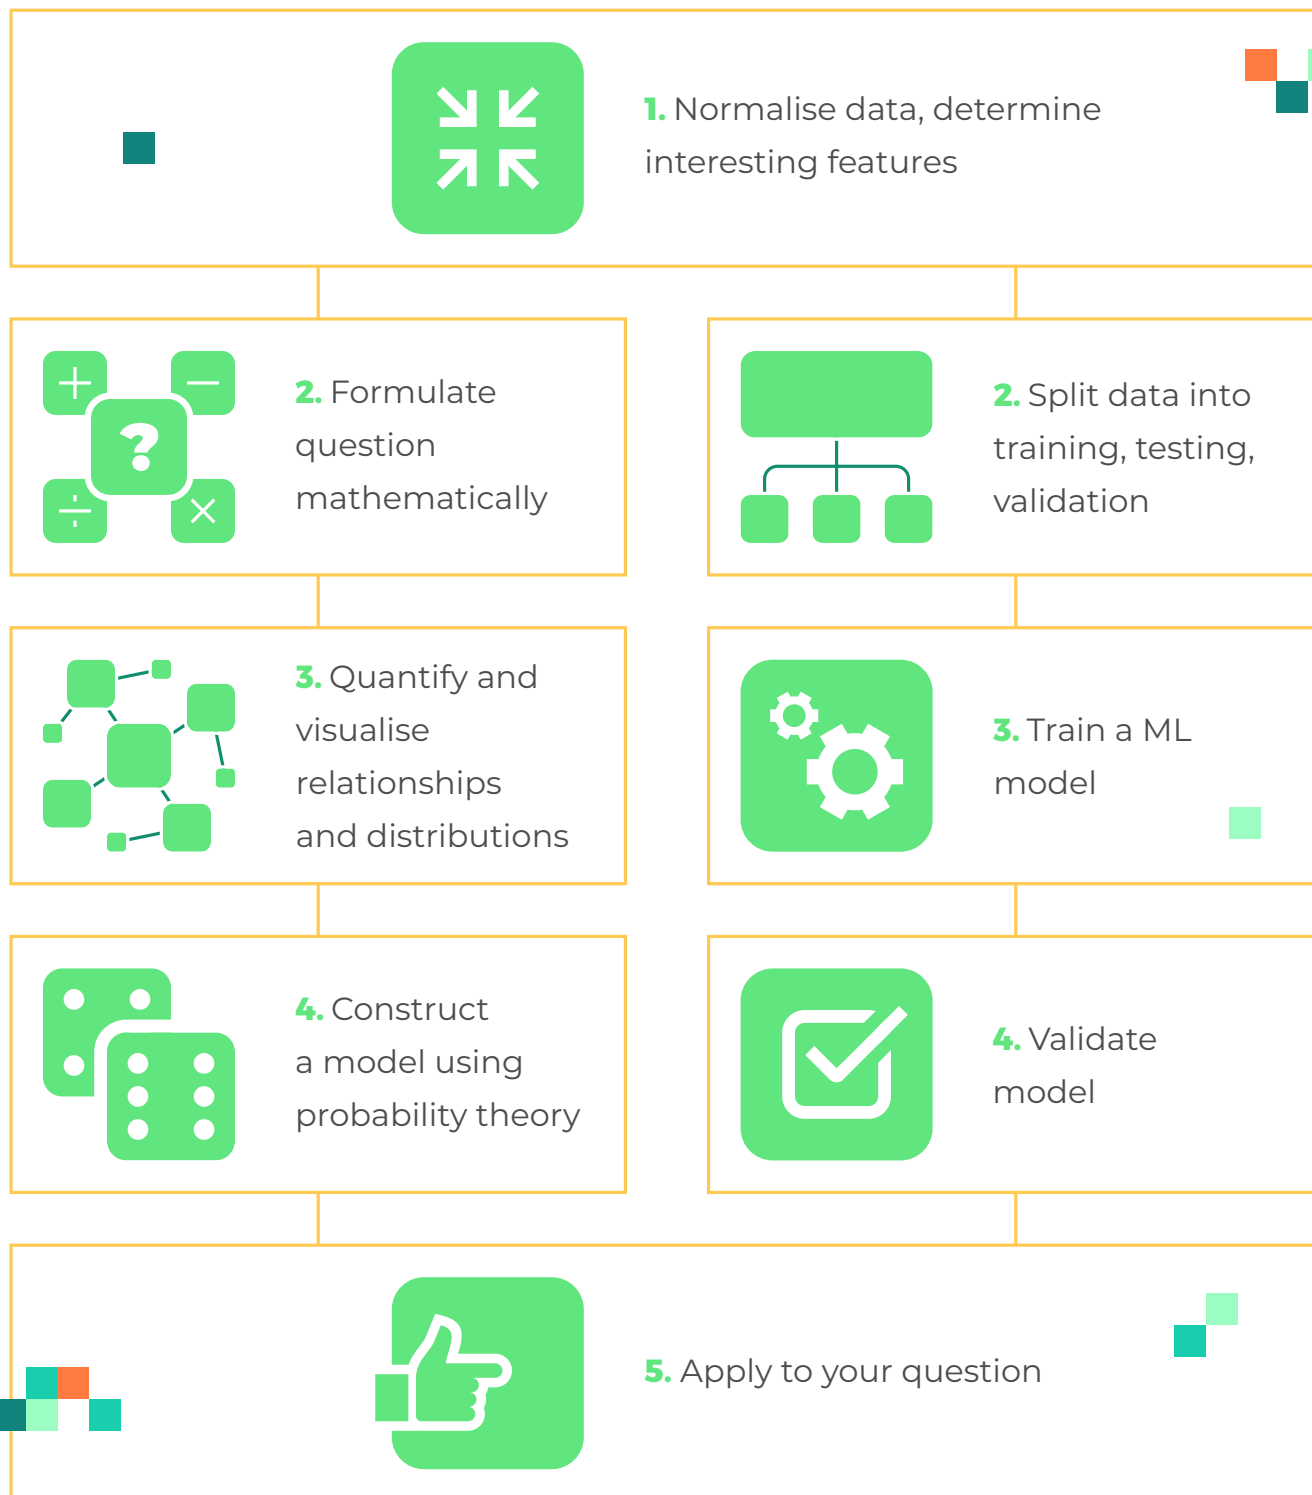 1. Normalise data, determine
interesting features
2. Formulate
question
mathematically
2. Split data into
training, testing,
validation
3. Quantify and
visualise
relationships
and distributions
3. Train a ML
model
4. Construct
a model using
probability theory
4. Validate
model
5. Apply to your question